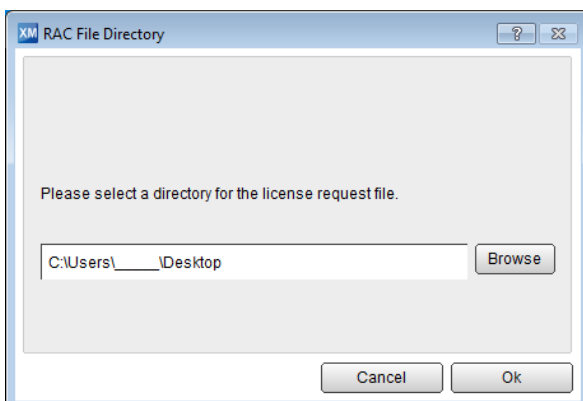 XM RAC File Directory
Please select a directory for the license request file.
C:\Users\_____\Desktop
Browse
Cancel
Ok